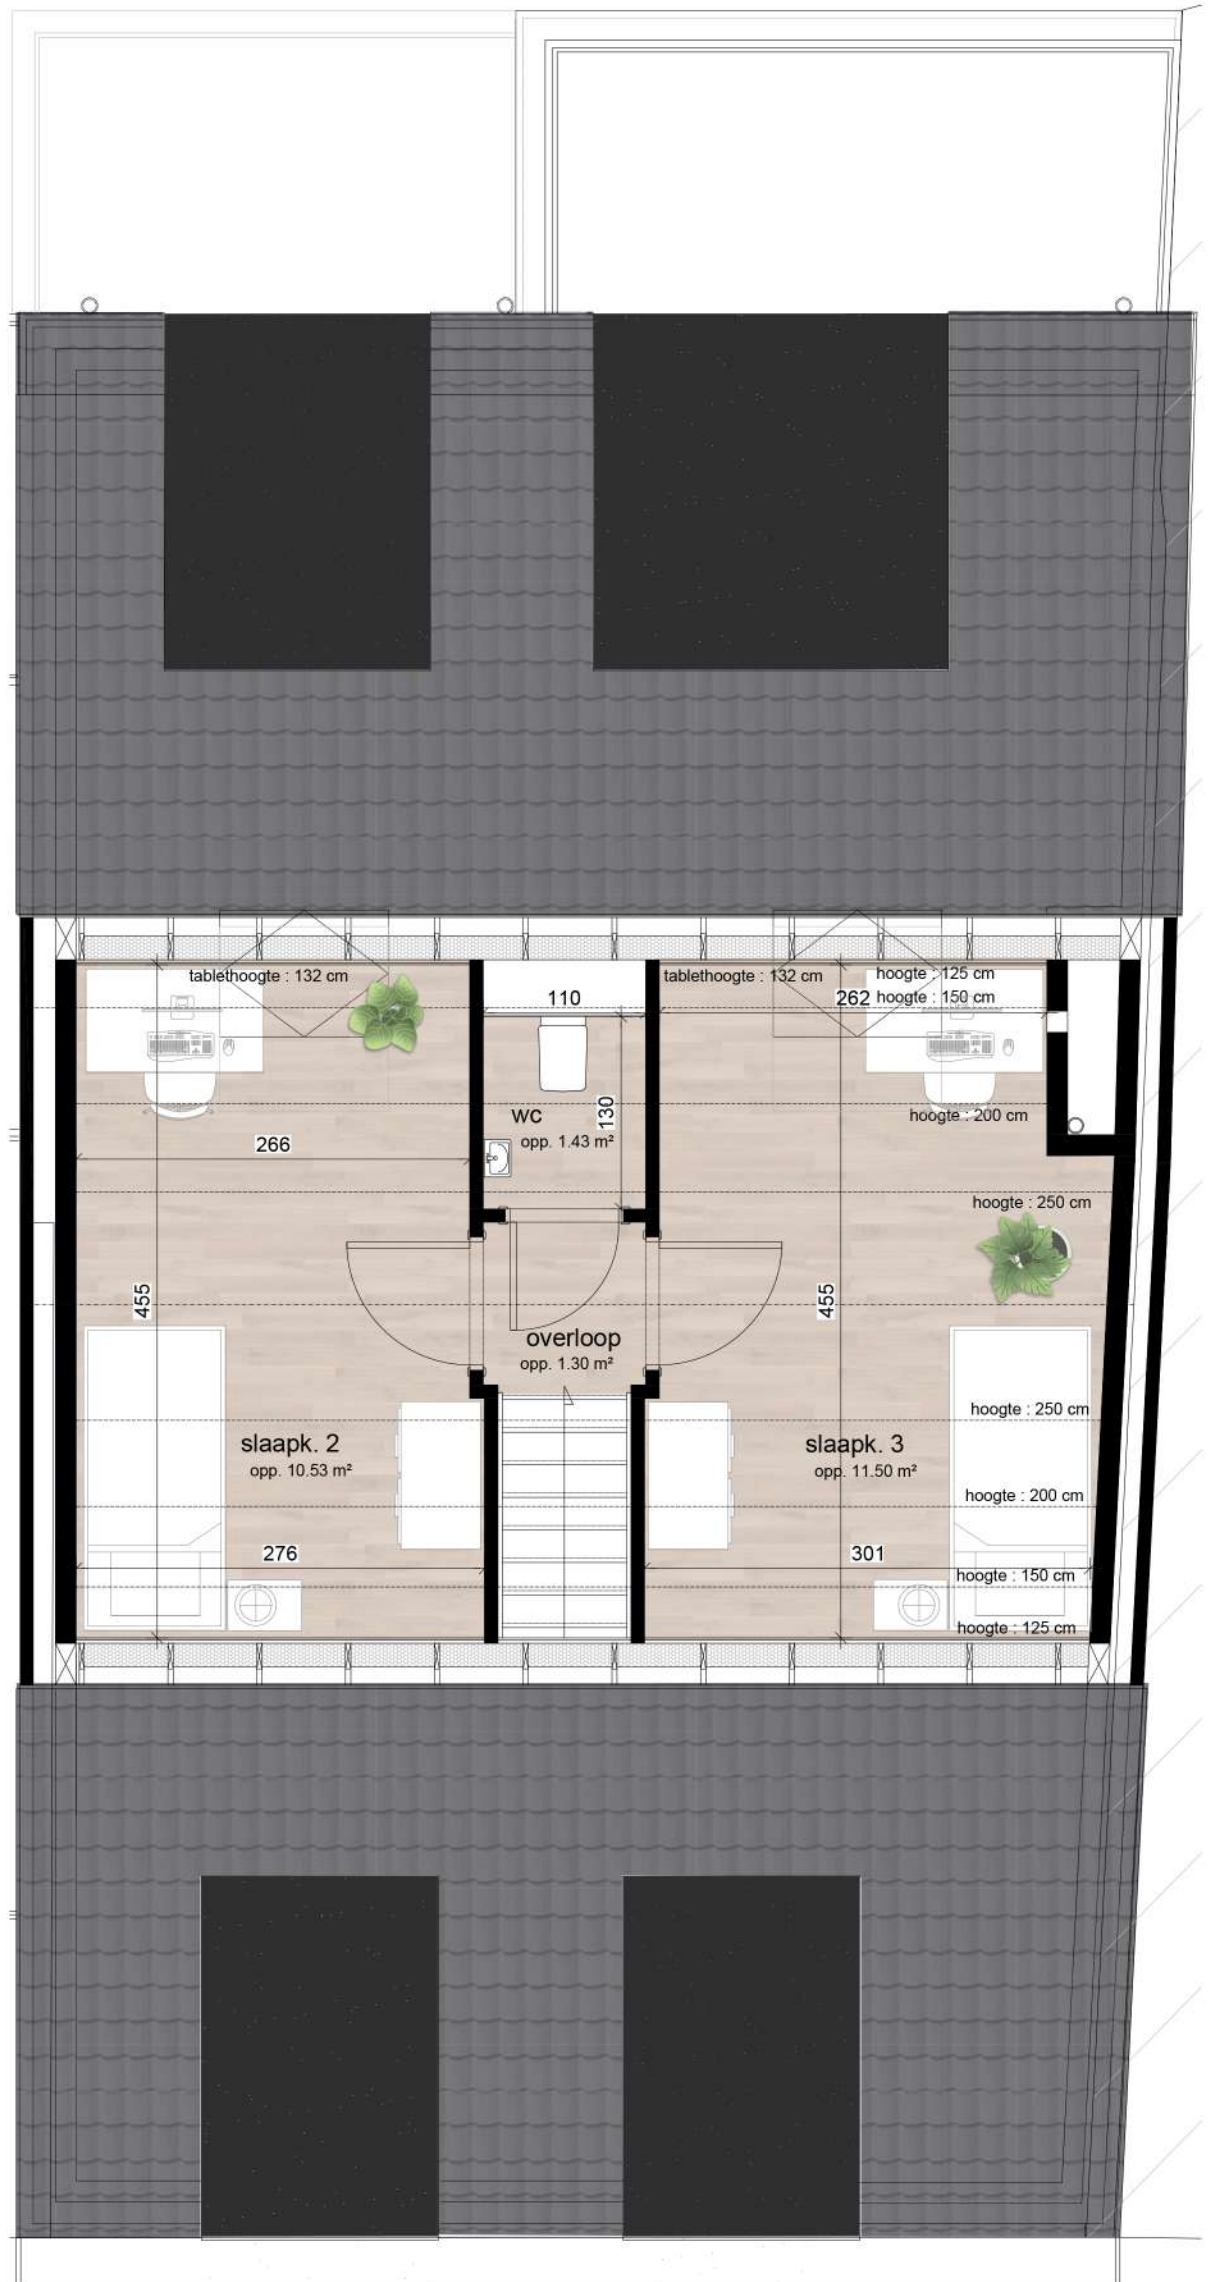 tablethoogte : 132 cm
tablethoogte : 132 cm
hoogte : 125 cm
110
262
hoogte : 150 cm
wc
130
opp. 1.43 m²
hoogte : 200 cm
266
hoogte : 250 cm
455
455
overloop
opp. 1.30 m²
hoogte : 250 cm
slaapk. 2
opp. 10.53 m²
slaapk. 3
opp. 11.50 m²
hoogte : 200 cm
276
301
hoogte : 150 cm
hoogte : 125 cm